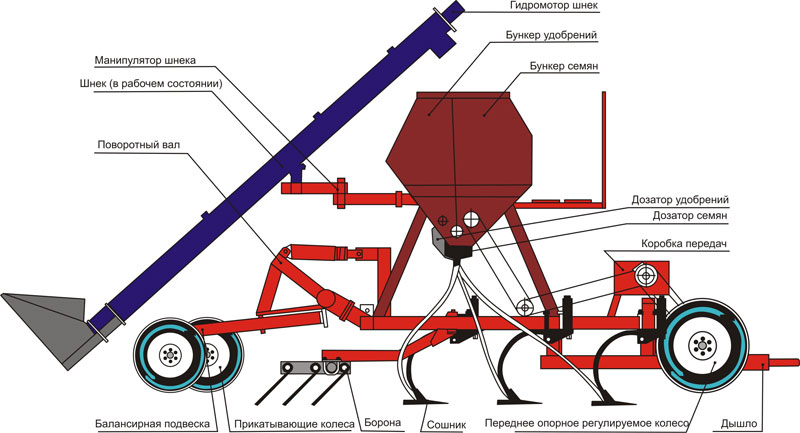 Гидромотор шнек
Бункер удобрений
Манипулятор шнека
Бункер семян
Шнек (в рабочем состоянии)
Поворотный вал
Дозатор удобрений
Дозатор семян
Коробка передач
Балансирная подвеска
Прикатывающие колеса
Борона
Сошник
Переднее опорное регулируемое колесо
Дышло